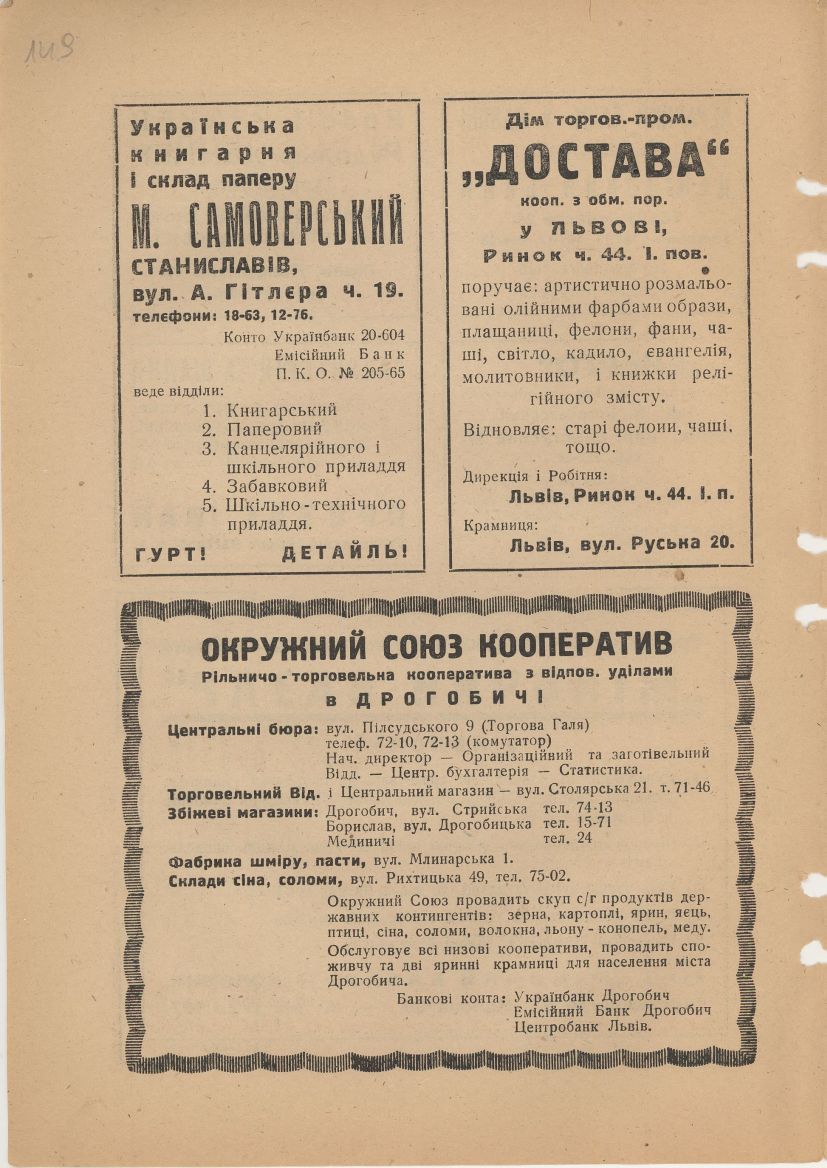 149
Українська
книгарня
і склад паперу
М. САМОВЕРСЬКИЙ
СТАНИСЛАВІВ,
вул. А. Гітлєра ч. 19.
телєфони: 18-63, 12-76.
Конто Українбанк 20-604
Емісійний Банк
П. К. О. № 205-65
веде відділи:
1. Книгарський
2. Паперовий
3. Канцелярійного і
шкільного приладдя
4. Забавковий
5. Шкільно-технічного
приладдя.
ГУРТ! ДЕТАЙЛЬ!
Дім торгов.-пром.
„ДОСТАВА“
кооп. з обм. пор.
у ЛЬВОВІ,
Ринок ч. 44. І. пов.
поручає: артистично розмальо-
вані олійними фарбами образи,
плащаниці, фелони, фани, ча-
ші, світло, кадило, євангелія,
молитовники, і книжки релі-
гійного змісту.
Відновляє: старі фелони, чаші,
тощо.
Дирекція і Робітня:
Львів, Ринок ч. 44. І. п.
Крамниця:
Львів, вул. Руська 20.
ОКРУЖНИЙ СОЮЗ КООПЕРАТИВ
Рільничо-торговельна кооператива з відпов. уділами
в ДРОГОБИЧІ
Центральні бюра: вул. Пілсудського 9 (Торгова Галя)
телеф. 72-10, 72-13 (комутатор)
Нач. директор — Організаційний та заготівельний
Відд. — Центр. бухгалтерія — Статистика.
Торговельний Від. і Центральний магазин — вул. Столярська 21. т. 71-46
Збіжеві магазини: Дрогобич, вул. Стрийська тел. 74-13
Борислав, вул. Дрогобицька тел. 15-71
Мединичі тел. 24
Фабрика шміру, пасти, вул. Млинарська 1.
Склади сіна, соломи, вул. Рихтицька 49, тел. 75-02.
Окружний Союз провадить скуп с/г продуктів дер-
жавних контингентів: зерна, картоплі, ярин, яєць,
птиці, сіна, соломи, волокна, льону-конопель, меду.
Обслуговує всі низові кооперативи, провадить спо-
живчу та дві яринні крамниці для населення міста
Дрогобича.
Банкові конта: Українбанк Дрогобич
Емісійний Банк Дрогобич
Центробанк Львів.